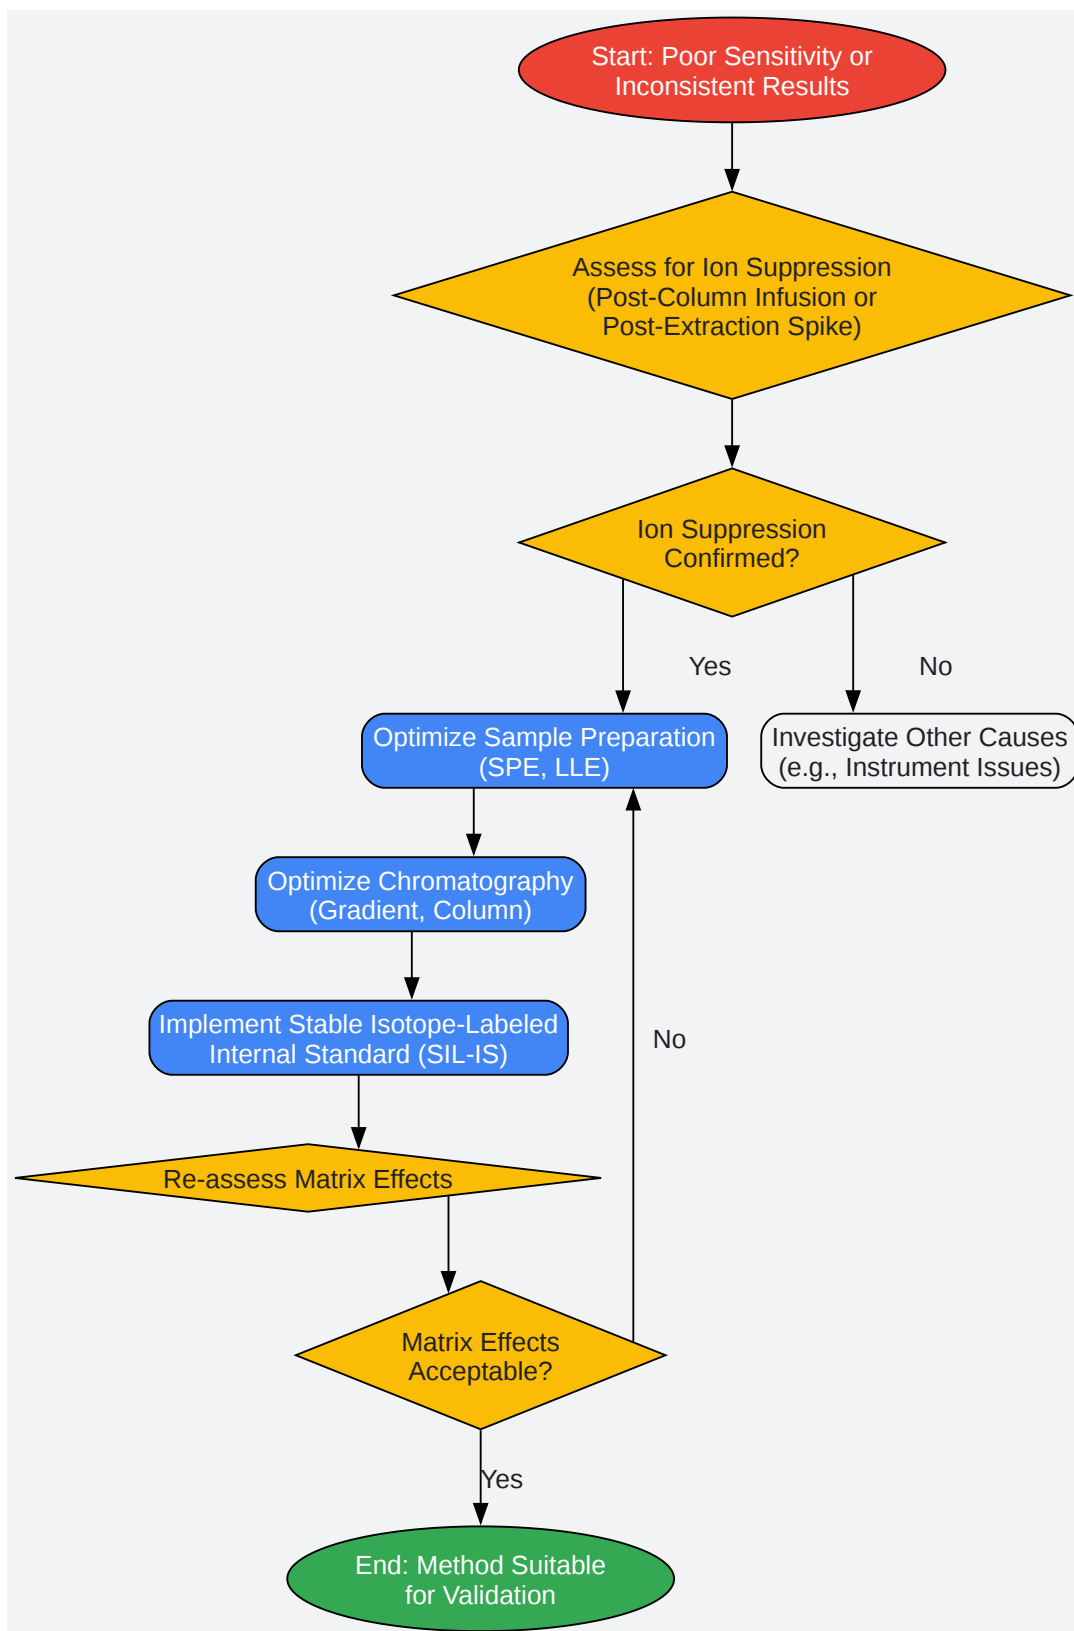 Start: Poor Sensitivity or
Inconsistent Results
Assess for Ion Suppression
(Post-Column Infusion or
Post-Extraction Spike)
Ion Suppression
Confirmed?
Yes
No
Optimize Sample Preparation
(SPE, LLE)
Investigate Other Causes
(e.g., Instrument Issues)
Optimize Chromatography
(Gradient, Column)
Implement Stable Isotope-Labeled
Internal Standard (SIL-IS)
No
Re-assess Matrix Effects
Matrix Effects
Acceptable?
Yes
End: Method Suitable
for Validation